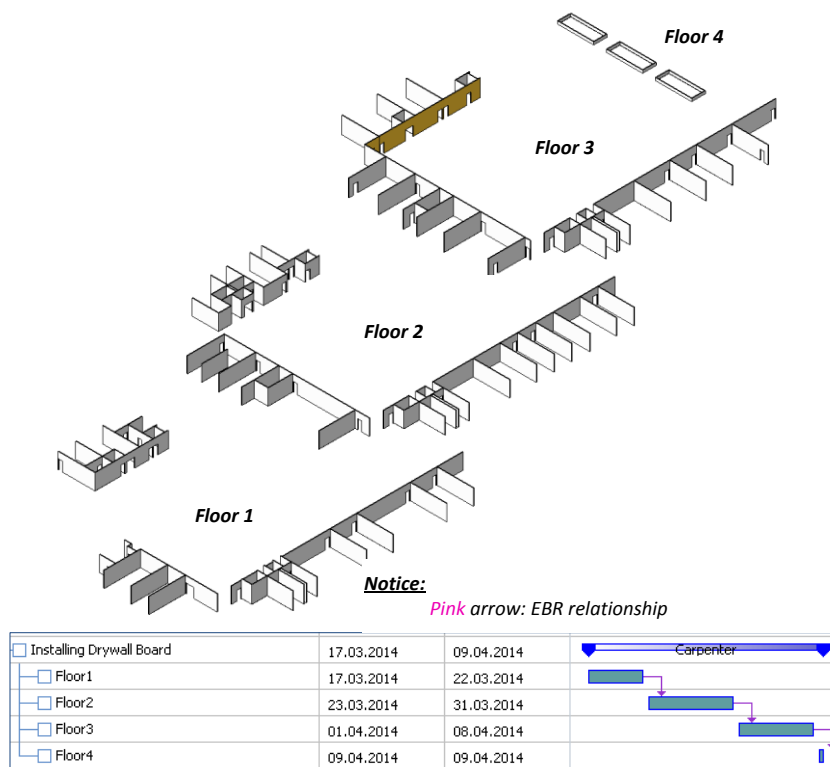 Floor 4
Floor 3
Floor 2
Floor 1
Notice:
Pink arrow: EBR relationship
Installing Drywall Board 17.03.2014 09.04.2014 Carpenter
Floor1 17.03.2014 22.03.2014
Floor2 23.03.2014 31.03.2014
Floor3 01.04.2014 08.04.2014
Floor4 09.04.2014 09.04.2014